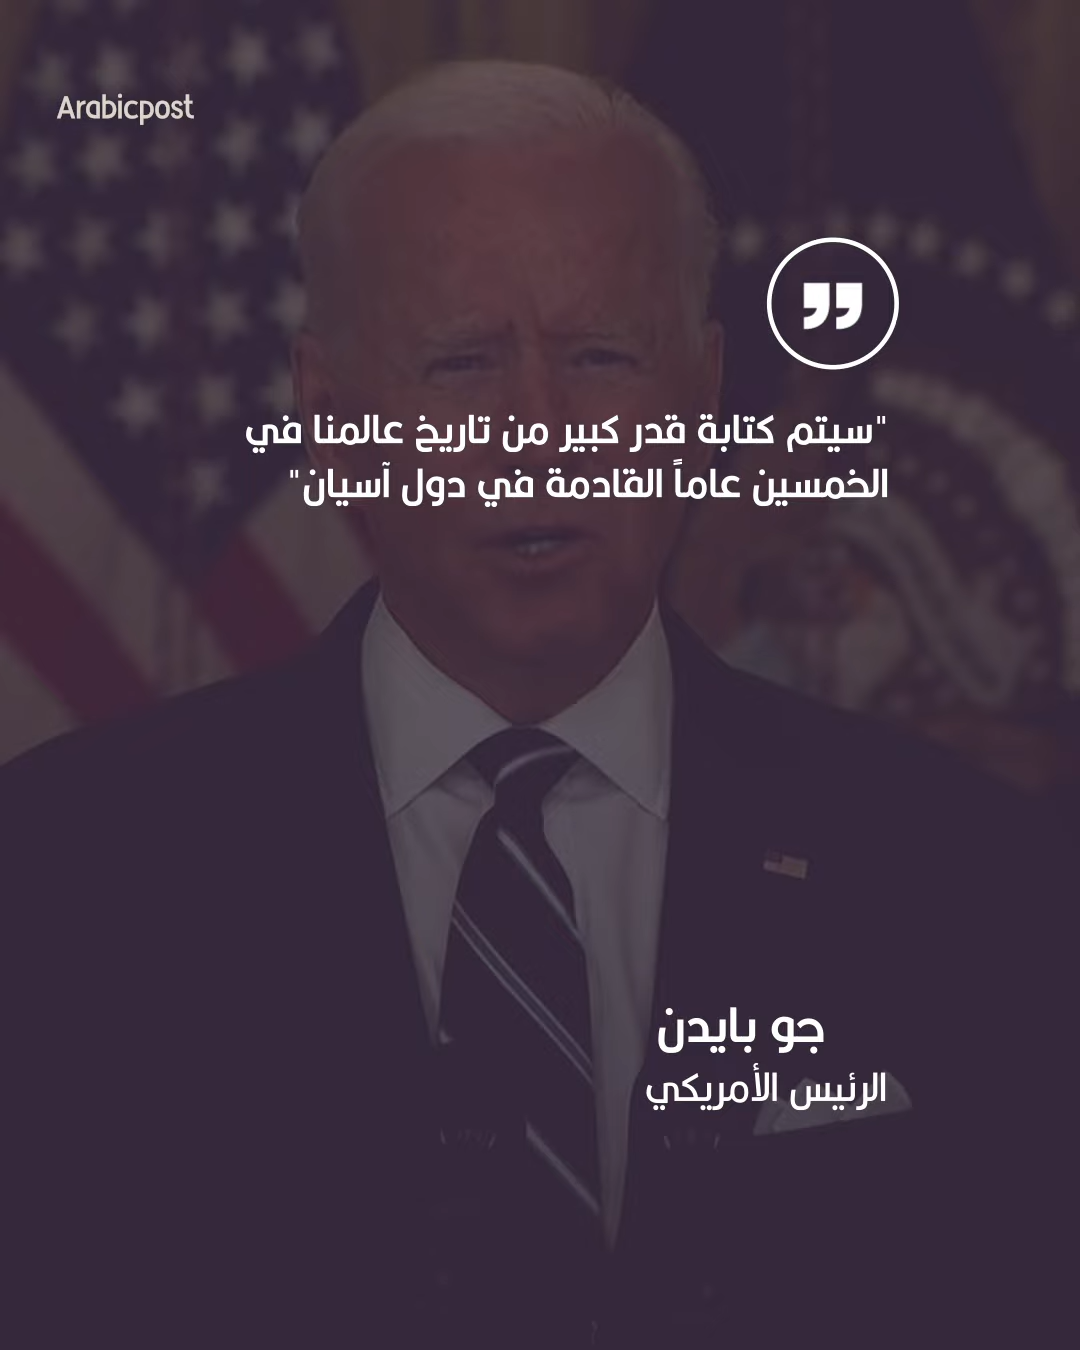 Arabicpost
"سيتم كتابة قدر كبير من تاريخ عالمنا في
الخمسين عاماً القادمة في دول آسيان"
جو بايدن
الرئيس الأمريكي